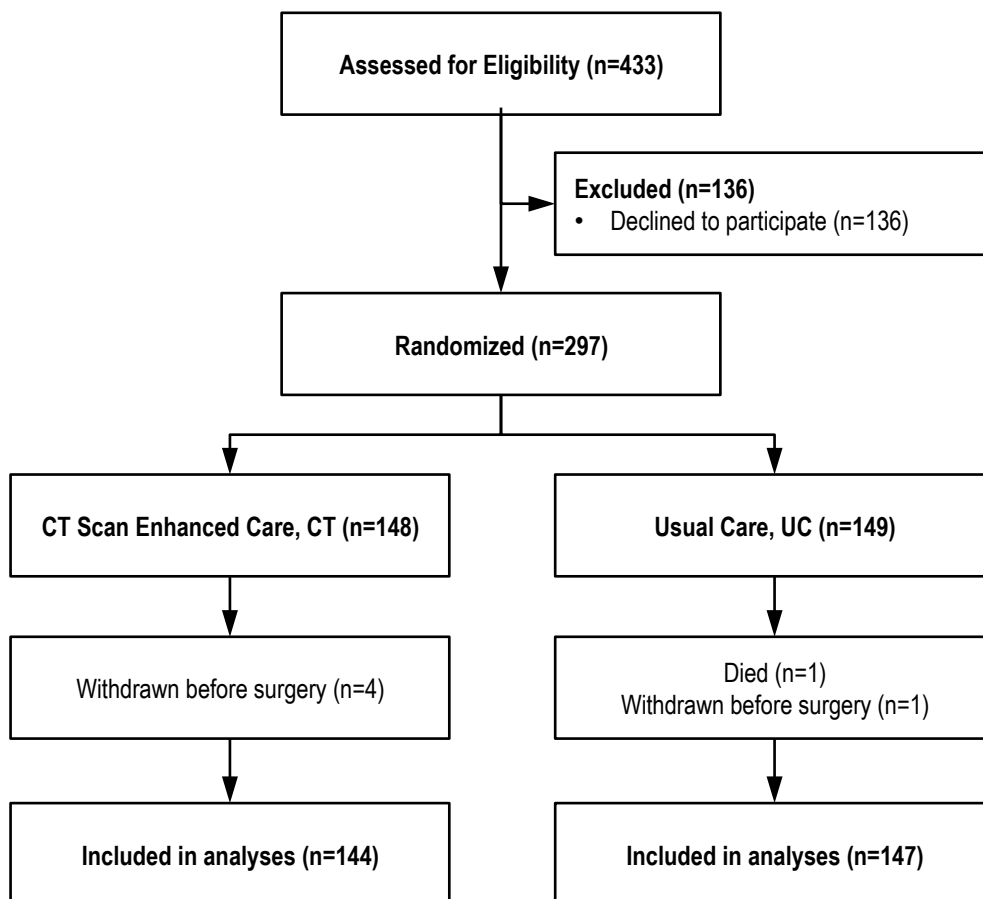 Assessed for Eligibility (n=433)
Excluded (n=136)
• Declined to participate (n=136)
Randomized (n=297)
CT Scan Enhanced Care, CT (n=148)
Usual Care, UC (n=149)
Withdrawn before surgery (n=4)
Died (n=1)
Withdrawn before surgery (n=1)
Included in analyses (n=144)
Included in analyses (n=147)